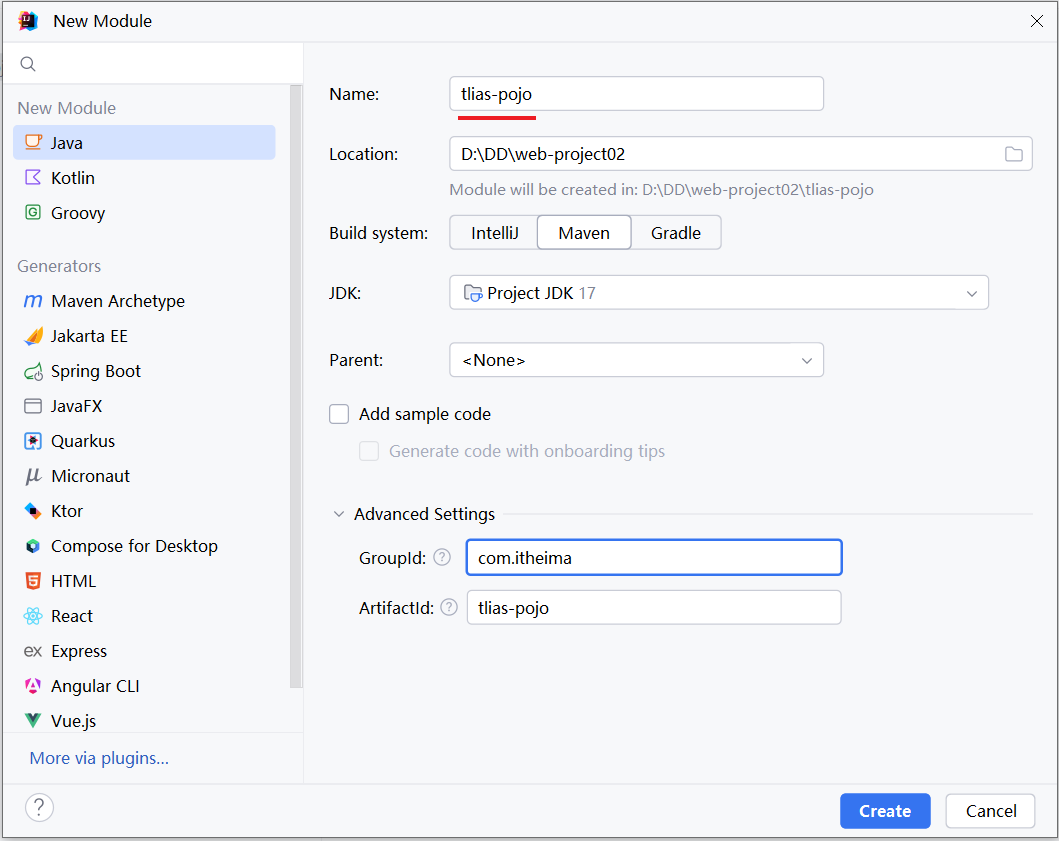 New Module
New Module
Java
Kotlin
Groovy
Generators
Maven Archetype
Jakarta EE
Spring Boot
JavaFX
Quarkus
Micronaut
Ktor
Compose for Desktop
HTML
React
Express
Angular CLI
Vue.js
More via plugins...
Name: tlias-pojo
Location: D:\DD\web-project02
Module will be created in: D:\DD\web-project02\tlias-pojo
Build system: IntelliJ Maven Gradle
JDK: Project JDK 17
Parent: <None>
Add sample code
Generate code with onboarding tips
Advanced Settings
GroupId: ? com.itheima
ArtifactId: ? tlias-pojo
? Create Cancel